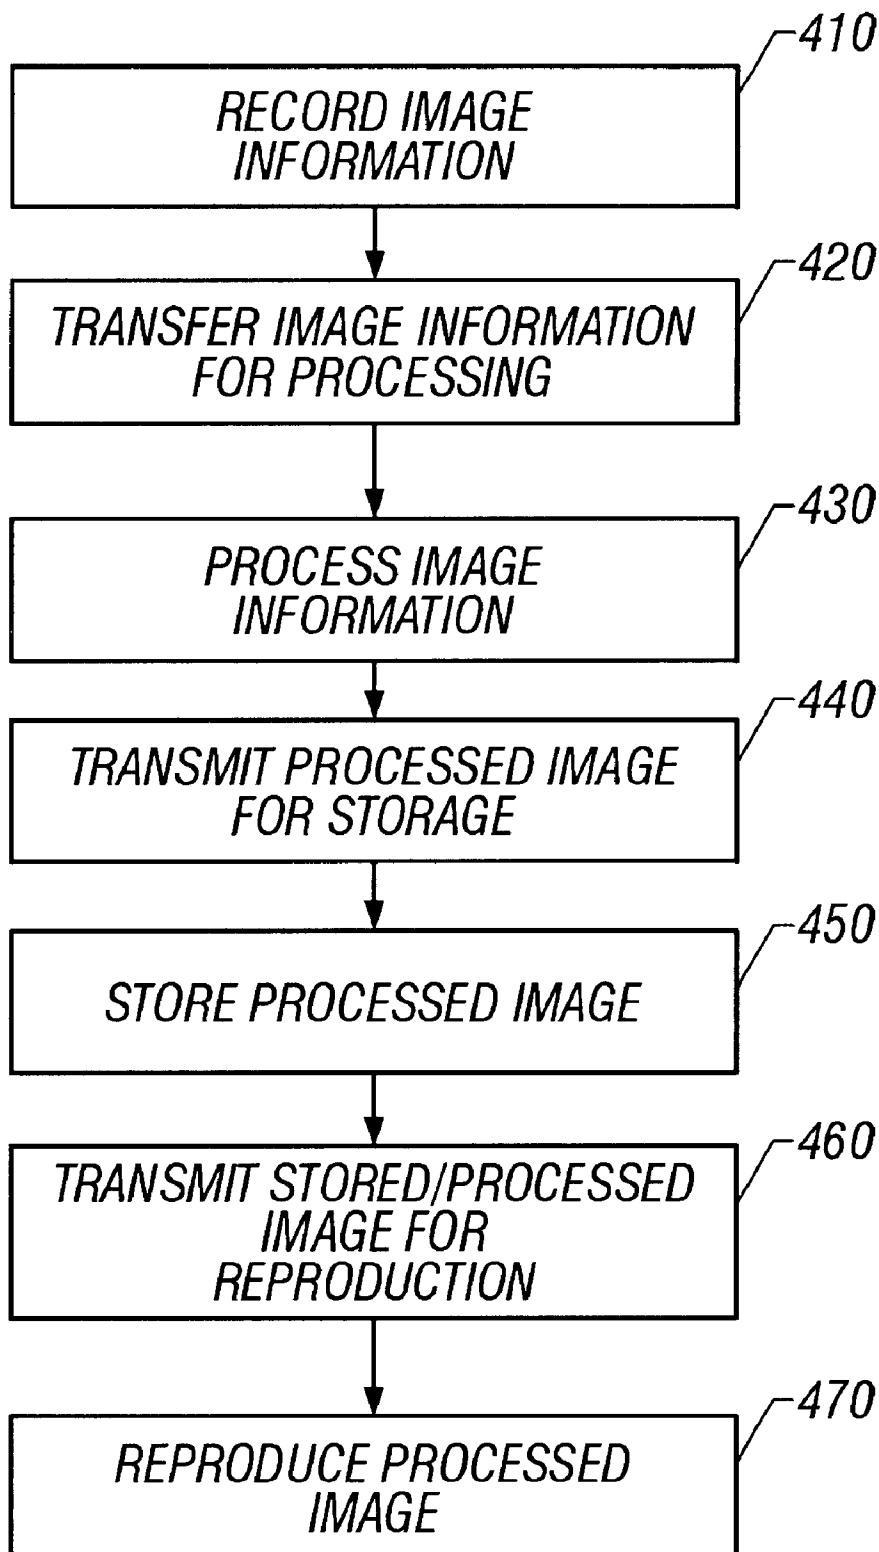 410
RECORD IMAGE
INFORMATION
420
TRANSFER IMAGE INFORMATION
FOR PROCESSING
430
PROCESS IMAGE
INFORMATION
440
TRANSMIT PROCESSED IMAGE
FOR STORAGE
450
STORE PROCESSED IMAGE
460
TRANSMIT STORED/PROCESSED
IMAGE FOR
REPRODUCTION
470
REPRODUCE PROCESSED
IMAGE